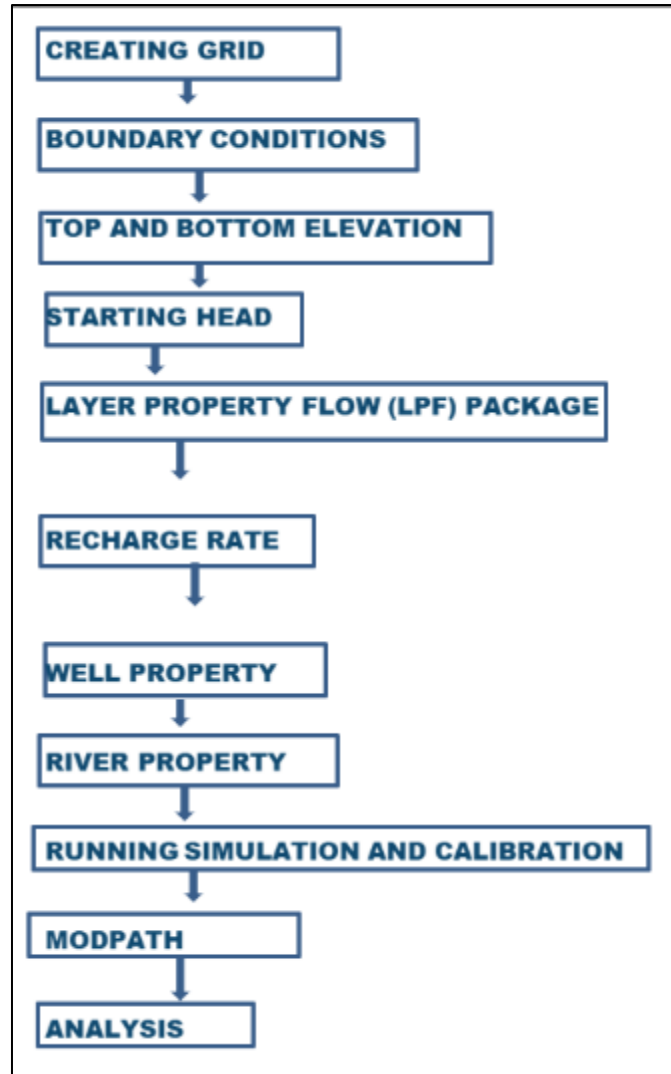 CREATING GRID
BOUNDARY CONDITIONS
TOP AND BOTTOM ELEVATION
STARTING HEAD
LAYER PROPERTY FLOW (LPF) PACKAGE
RECHARGE RATE
WELL PROPERTY
RIVER PROPERTY
RUNNING SIMULATION AND CALIBRATION
MODPATH
ANALYSIS